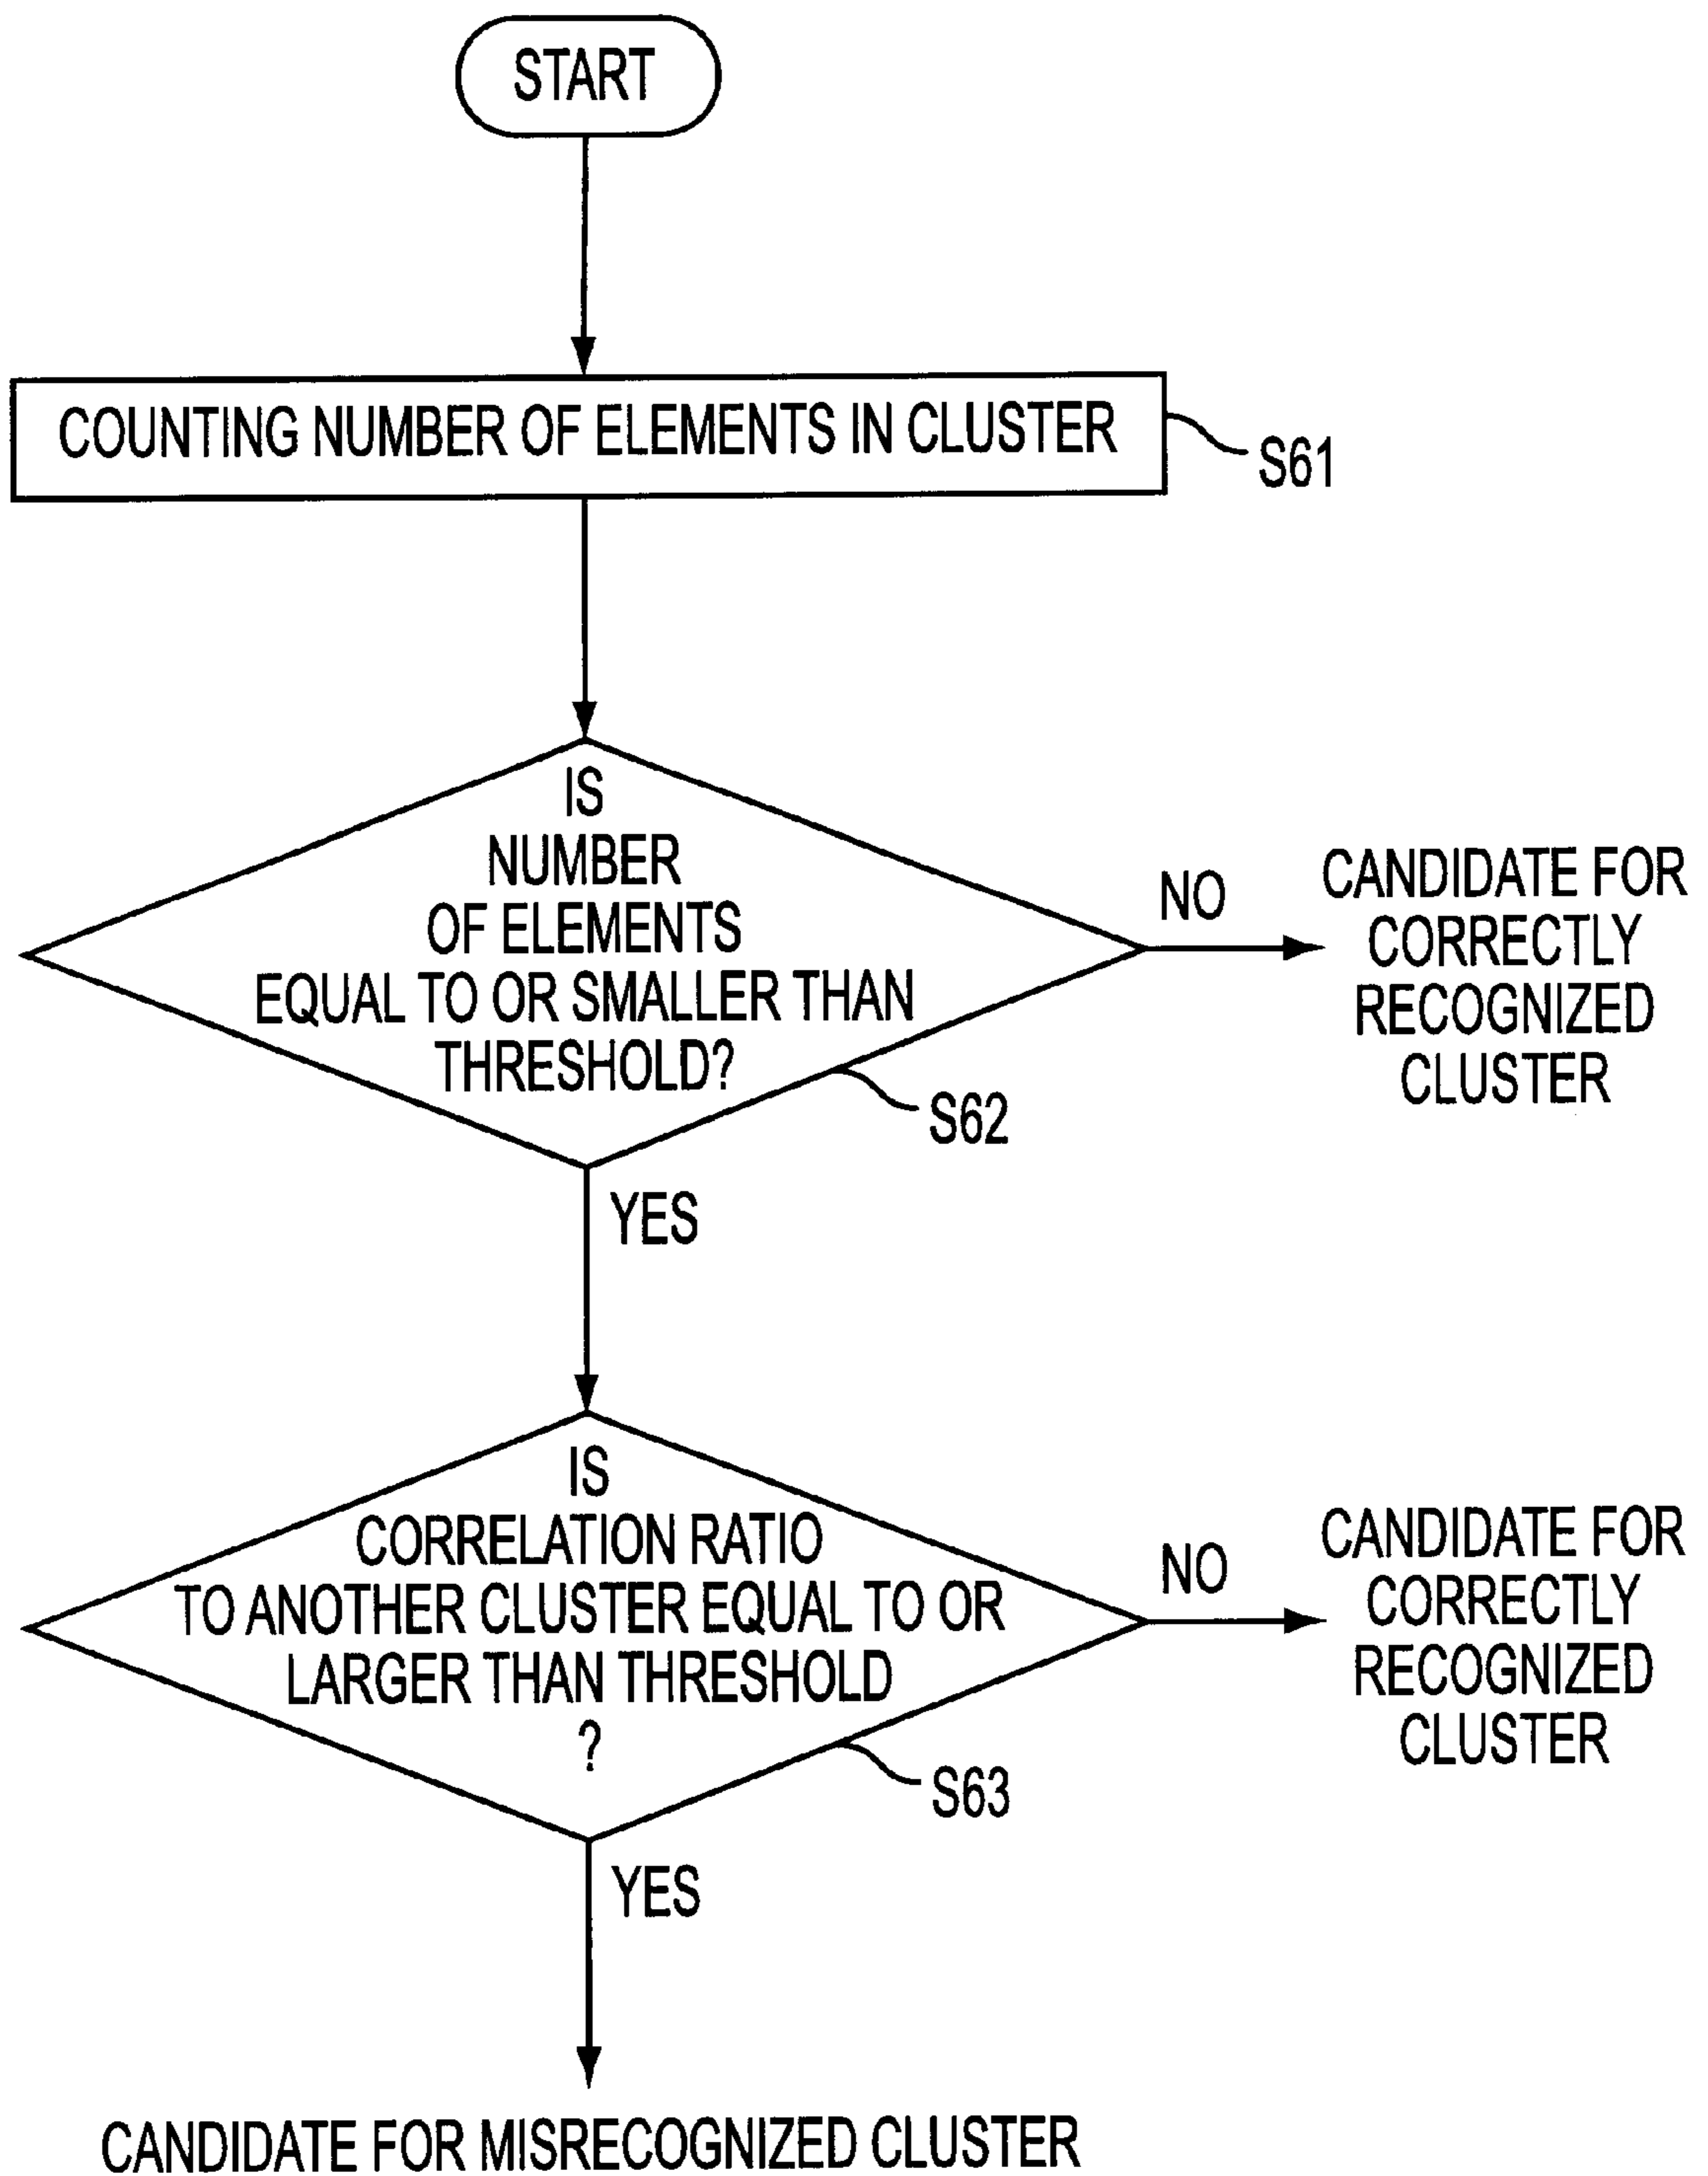 START
COUNTING NUMBER OF ELEMENTS IN CLUSTER
S61
IS
NUMBER
OF ELEMENTS
EQUAL TO OR SMALLER THAN
THRESHOLD?
S62
NO
CANDIDATE FOR
CORRECTLY
RECOGNIZED
CLUSTER
YES
IS
CORRELATION RATIO
TO ANOTHER CLUSTER EQUAL TO OR
LARGER THAN THRESHOLD
?
S63
NO
CANDIDATE FOR
CORRECTLY
RECOGNIZED
CLUSTER
YES
CANDIDATE FOR MISRECOGNIZED CLUSTER